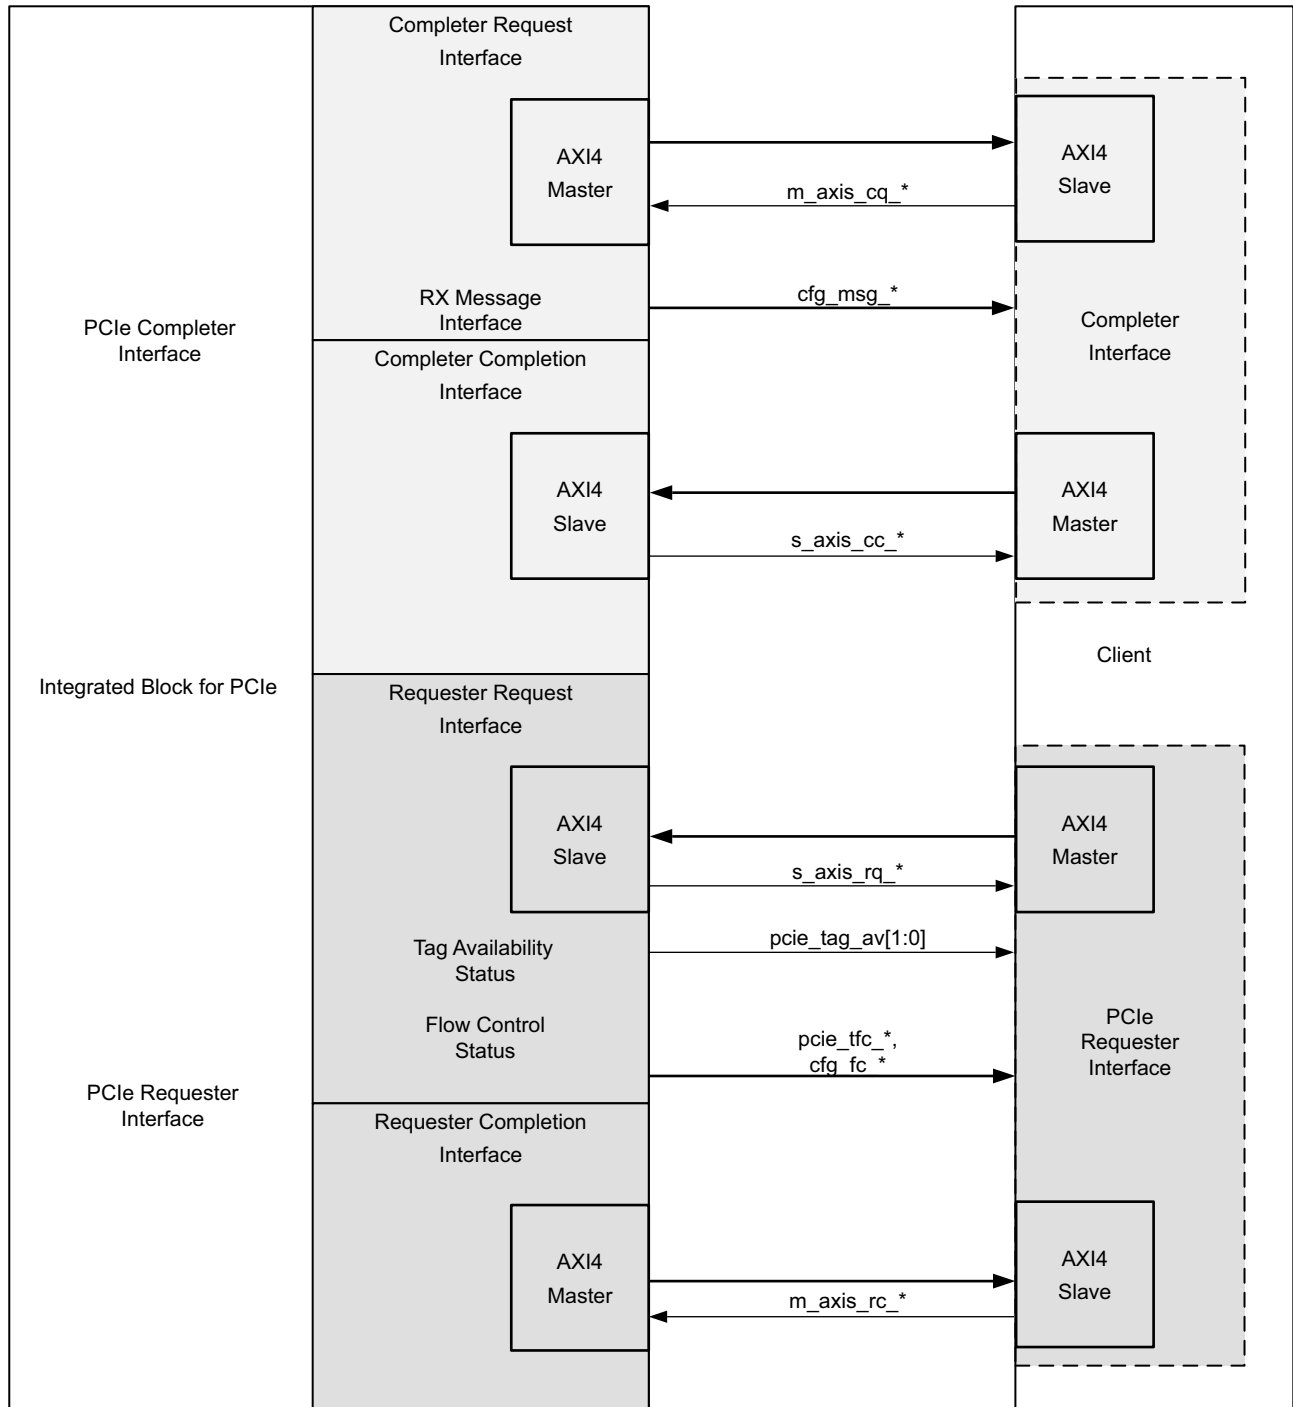 Completer Request
Interface
AXI4
Master
AXI4
Slave
m_axis_cq_*
RX Message
Interface
cfg_msg_*
PCIe Completer
Interface
Completer
Interface
Completer Completion
Interface
AXI4
Slave
AXI4
Master
s_axis_cc_*
Client
Integrated Block for PCIe
Requester Request
Interface
AXI4
Slave
AXI4
Master
s_axis_rq_*
Tag Availability
Status
pcie_tag_av[1:0]
Flow Control
Status
pcie_tfc_*,
cfg_fc_*
PCIe
Requester
Interface
PCIe Requester
Interface
Requester Completion
Interface
AXI4
Master
AXI4
Slave
m_axis_rc_*